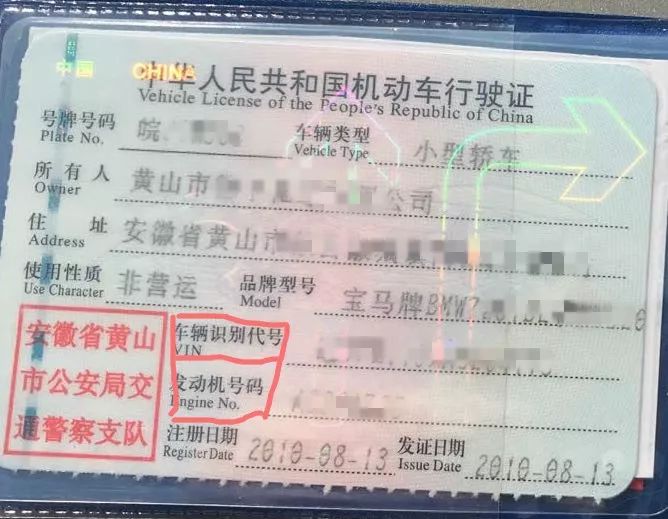 中国 CHINA
中华人民共和国机动车行驶证
Vehicle License of the People's Republic of China
号牌号码 皖 车辆类型 小型轿车
Plate No. Vehicle Type
所有人 黄山市 公司
Owner
住址 安徽省黄山市
Address
使用性质 非营运 品牌型号 宝马牌BMW7
Use Character Model
车辆识别代号
VIN
发动机号码
Engine No.
安徽省黄山
市公安局交
通警察支队
注册日期 2010-08-13 发证日期 2010-08-13
Register Date Issue Date